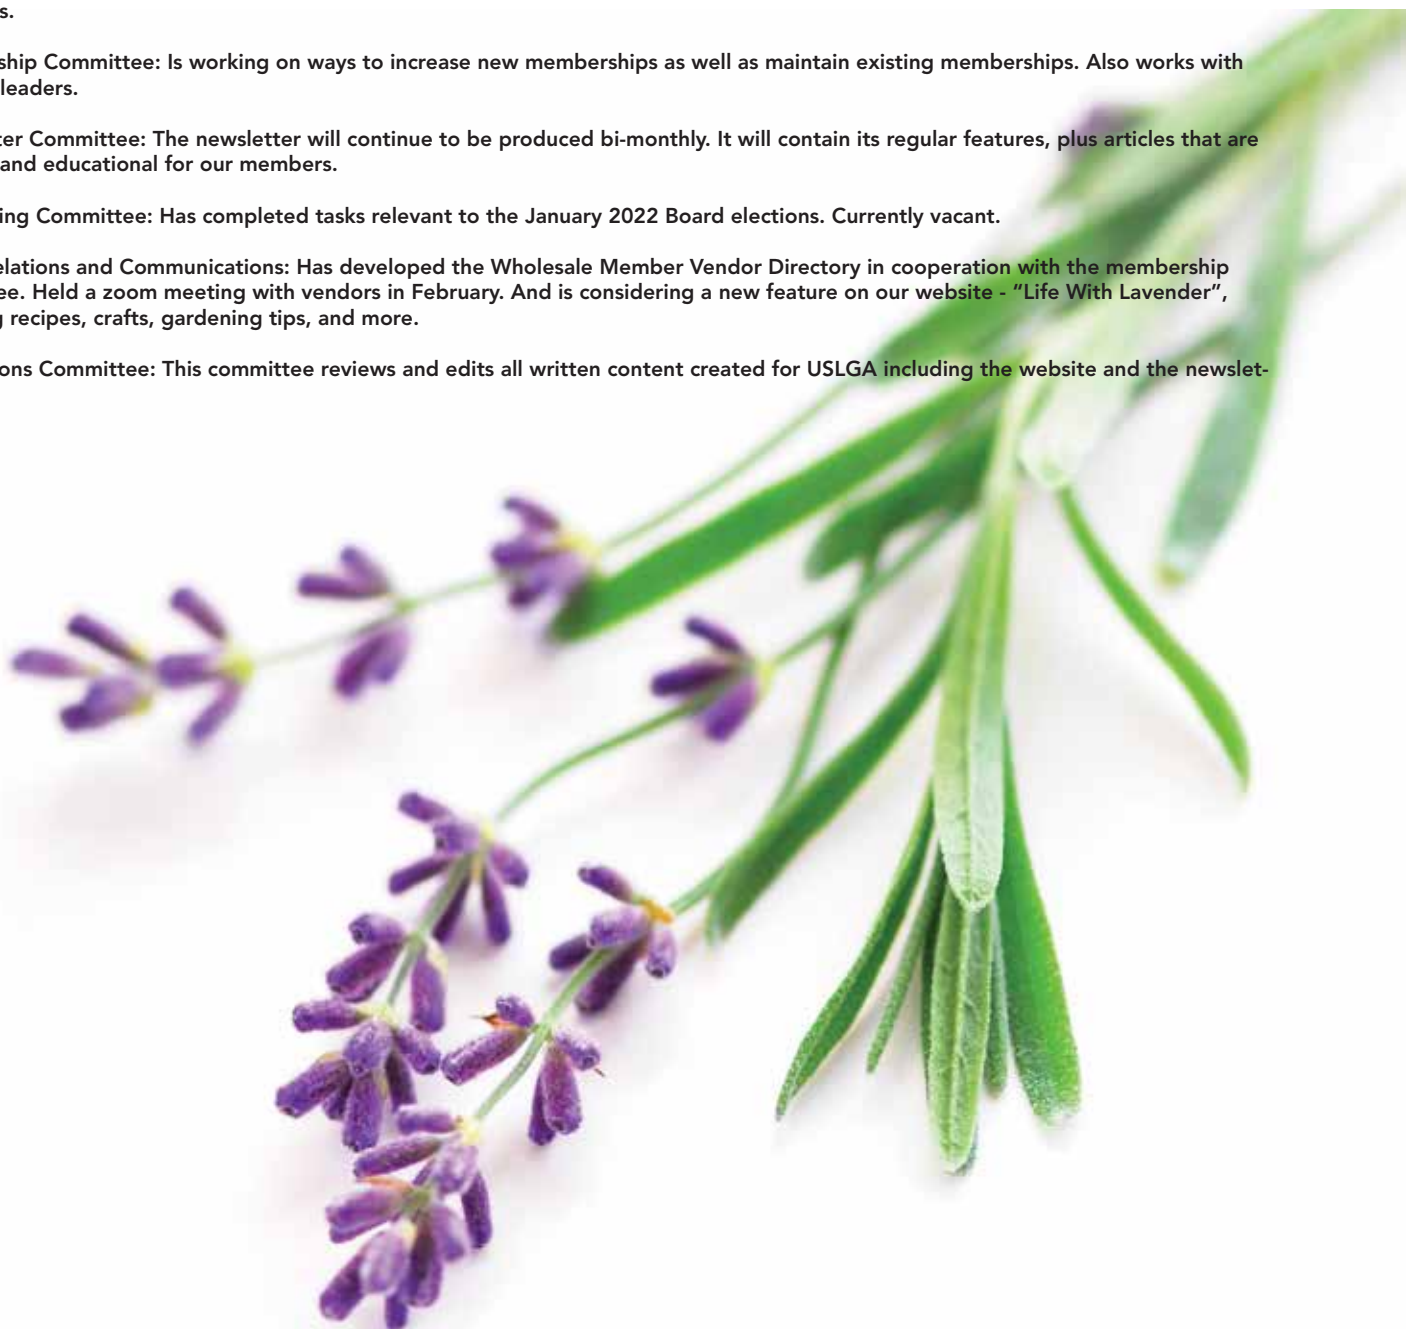 s.
ship Committee: Is working on ways to increase new memberships as well as maintain existing memberships. Also works with
leaders.
ter Committee: The newsletter will continue to be produced bi-monthly. It will contain its regular features, plus articles that are
and educational for our members.
ing Committee: Has completed tasks relevant to the January 2022 Board elections. Currently vacant.
elations and Communications: Has developed the Wholesale Member Vendor Directory in cooperation with the membership
ee. Held a zoom meeting with vendors in February. And is considering a new feature on our website - “Life With Lavender”,
g recipes, crafts, gardening tips, and more.
ons Committee: This committee reviews and edits all written content created for USLGA including the website and the newslet-